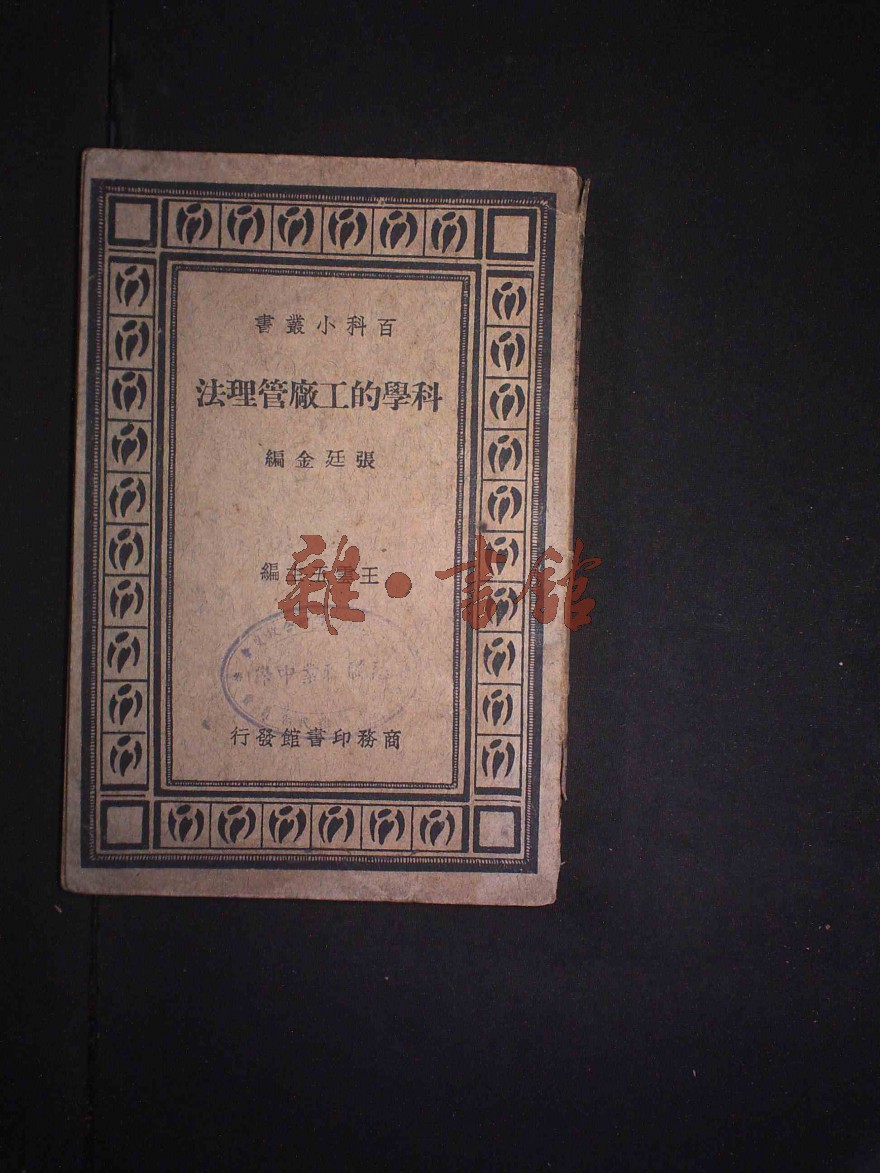 百科小叢書
科學的工廠管理法
張廷金編
王雲五主編
雜·書館
商務印書館發行